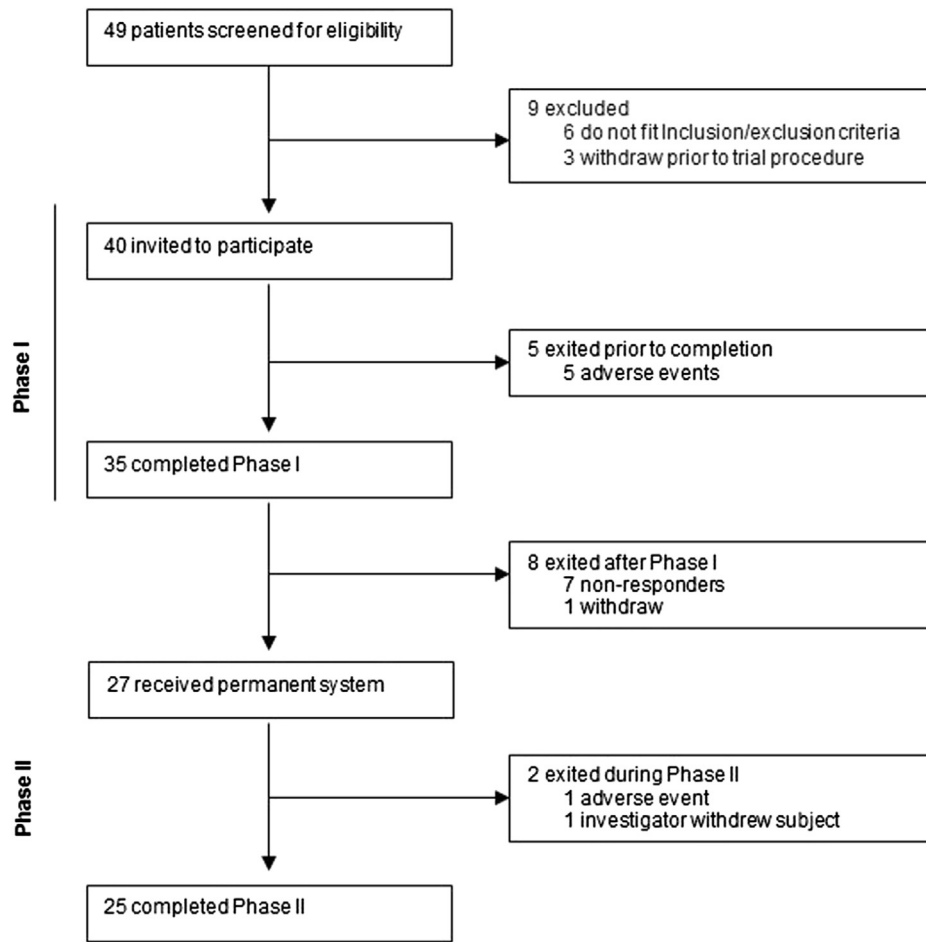 49 patients screened for eligibility
9 excluded
6 do not fit Inclusion/exclusion criteria
3 withdraw prior to trial procedure
Phase I
40 invited to participate
5 exited prior to completion
5 adverse events
35 completed Phase I
8 exited after Phase I
7 non-responders
1 withdraw
27 received permanent system
Phase II
2 exited during Phase II
1 adverse event
1 investigator withdrew subject
25 completed Phase II